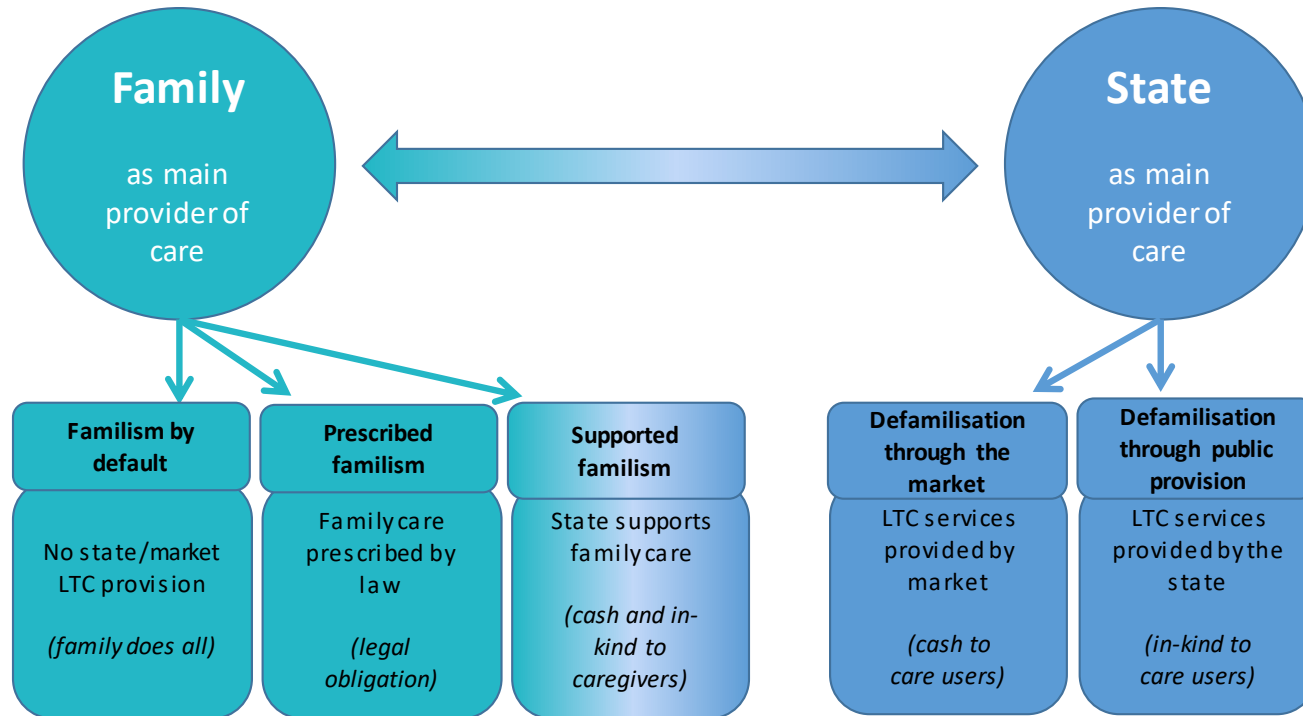 Family
as main
provider of
care
State
as main
provider of
care
Familism by
default
No state/market
LTC provision
(family does all)
Prescribed
familism
Family care
prescribed by
law
(legal
obligation)
Supported
familism
State supports
family care
(cash and in-
kind to
caregivers)
Defamilisation
through the
market
LTC services
provided by
market
(cash to
care users)
Defamilisation
through public
provision
LTC services
provided by the
state
(in-kind to
care users)